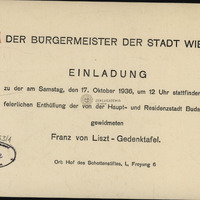 DER BÜRGERMEISTER DER STADT WIE
EINLADUNG
zu der am Samstag, den 17. Oktober 1936, um 12 Uhr stattfinden
feierlichen Enthüllung der von der Haupt- und Residenzstadt Buda
gewidmeten
Franz von Liszt - Gedenktafel.
Ort: Hof des Schottenstiftes, I., Freyung 6